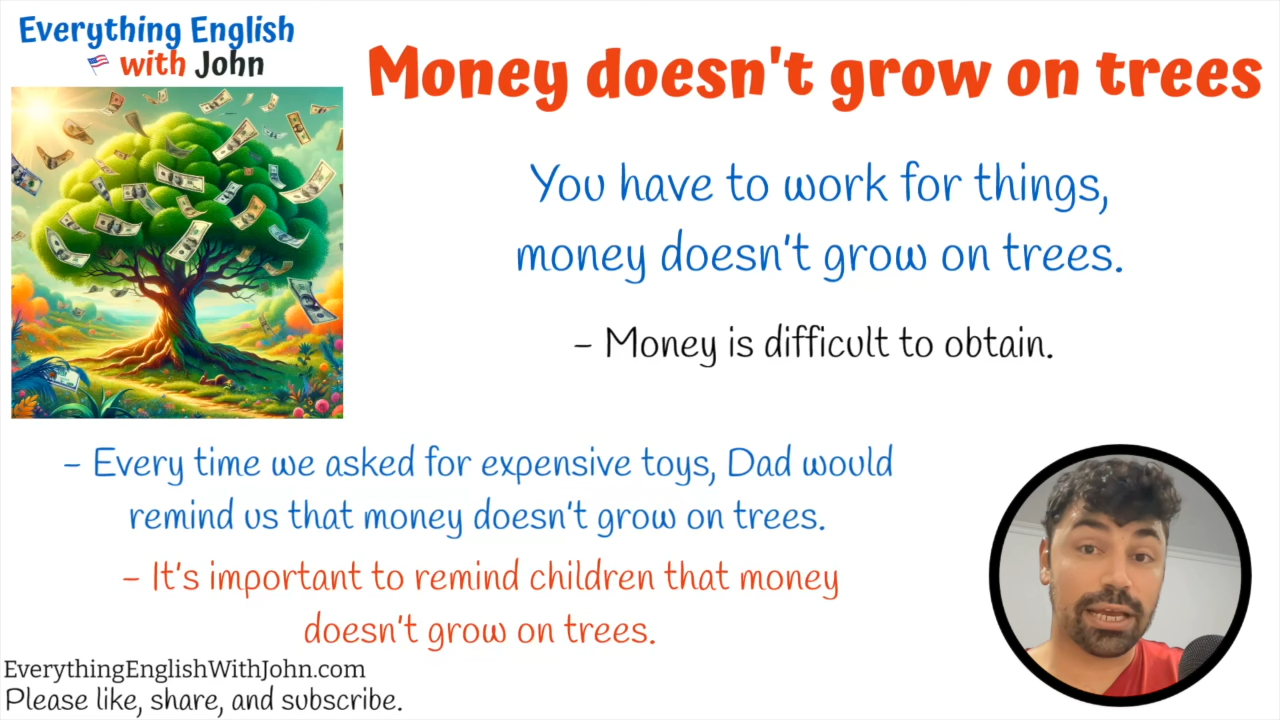 Everything English
with John
Money doesn't grow on trees
You have to work for things,
money doesn't grow on trees.
- Money is difficult to obtain.
- Every time we asked for expensive toys, Dad would
remind us that money doesn't grow on trees.
- It's important to remind children that money
doesn't grow on trees.
EverythingEnglishWithJohn.com
Please like, share, and subscribe.